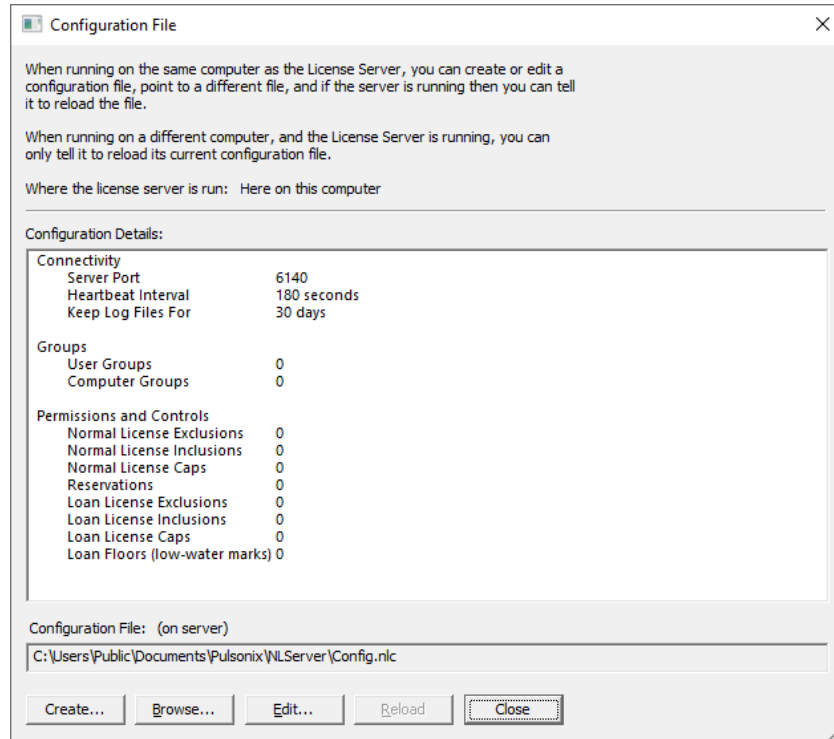 Configuration File
When running on the same computer as the License Server, you can create or edit a
configuration file, point to a different file, and if the server is running then you can tell
it to reload the file.
When running on a different computer, and the License Server is running, you can
only tell it to reload its current configuration file.
Where the license server is run: Here on this computer
Configuration Details:
Connectivity
Server Port 6140
Heartbeat Interval 180 seconds
Keep Log Files For 30 days
Groups
User Groups 0
Computer Groups 0
Permissions and Controls
Normal License Exclusions 0
Normal License Inclusions 0
Normal License Caps 0
Reservations 0
Loan License Exclusions 0
Loan License Inclusions 0
Loan License Caps 0
Loan Floors (low-water marks) 0
Configuration File: (on server)
C:\Users\Public\Documents\Pulsonix\NLServer\Config.nlc
Create... Browse... Edit... Reload Close